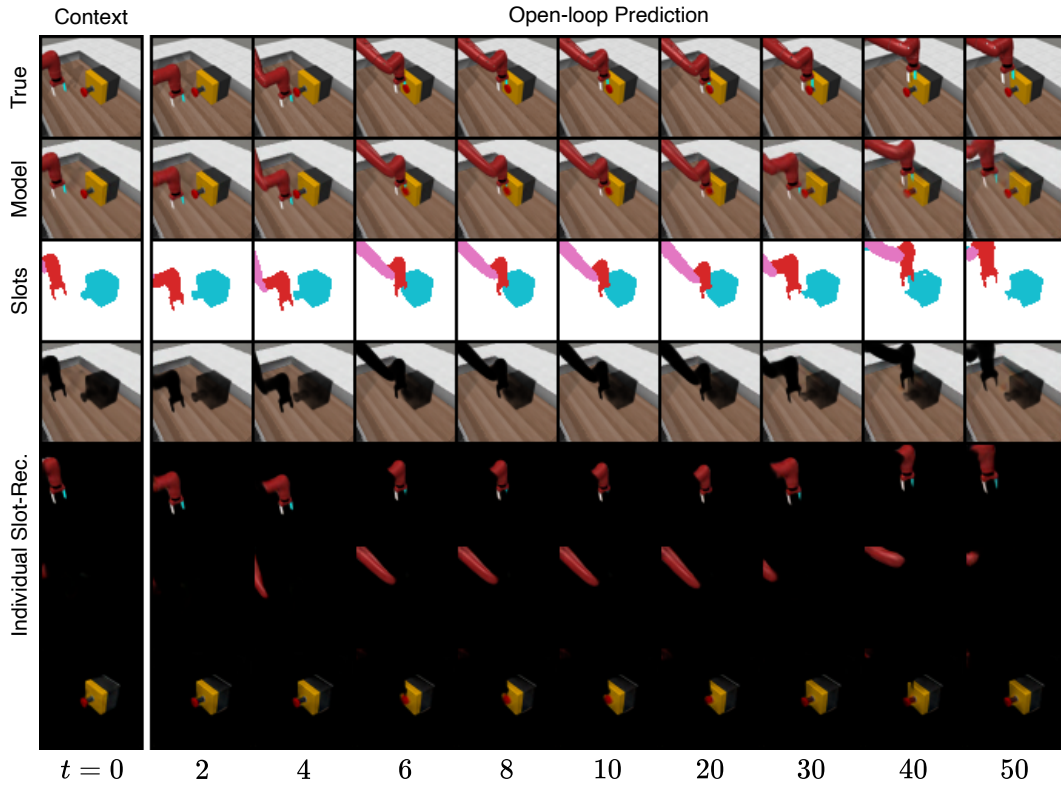 Context
Open-loop Prediction
True
Model
Slots
Individual Slot-Rec.
t = 0 2 4 6 8 10 20 30 40 50